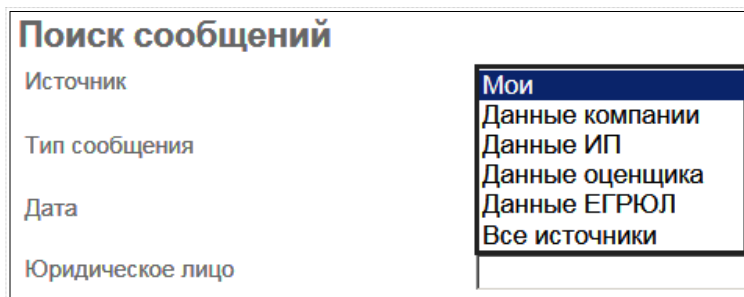 Поиск сообщений
Источник
Мои
Данные компании
Данные ИП
Данные оценщика
Данные ЕГРЮЛ
Все источники
Тип сообщения
Дата
Юридическое лицо